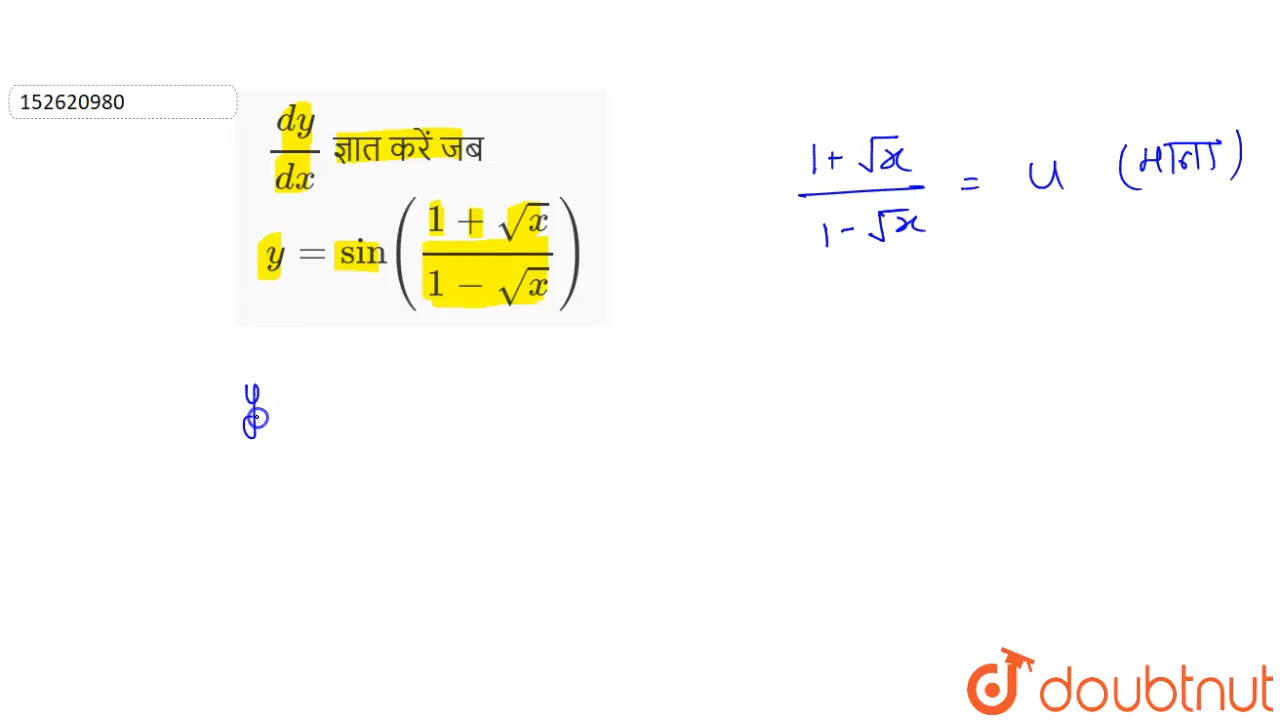 152620980
dy/dx ज्ञात करें जब
y = sin((1 + √x)/(1 − √x))
(1 + √x)/(1 - √x) = u (माना)
y
doubtnut